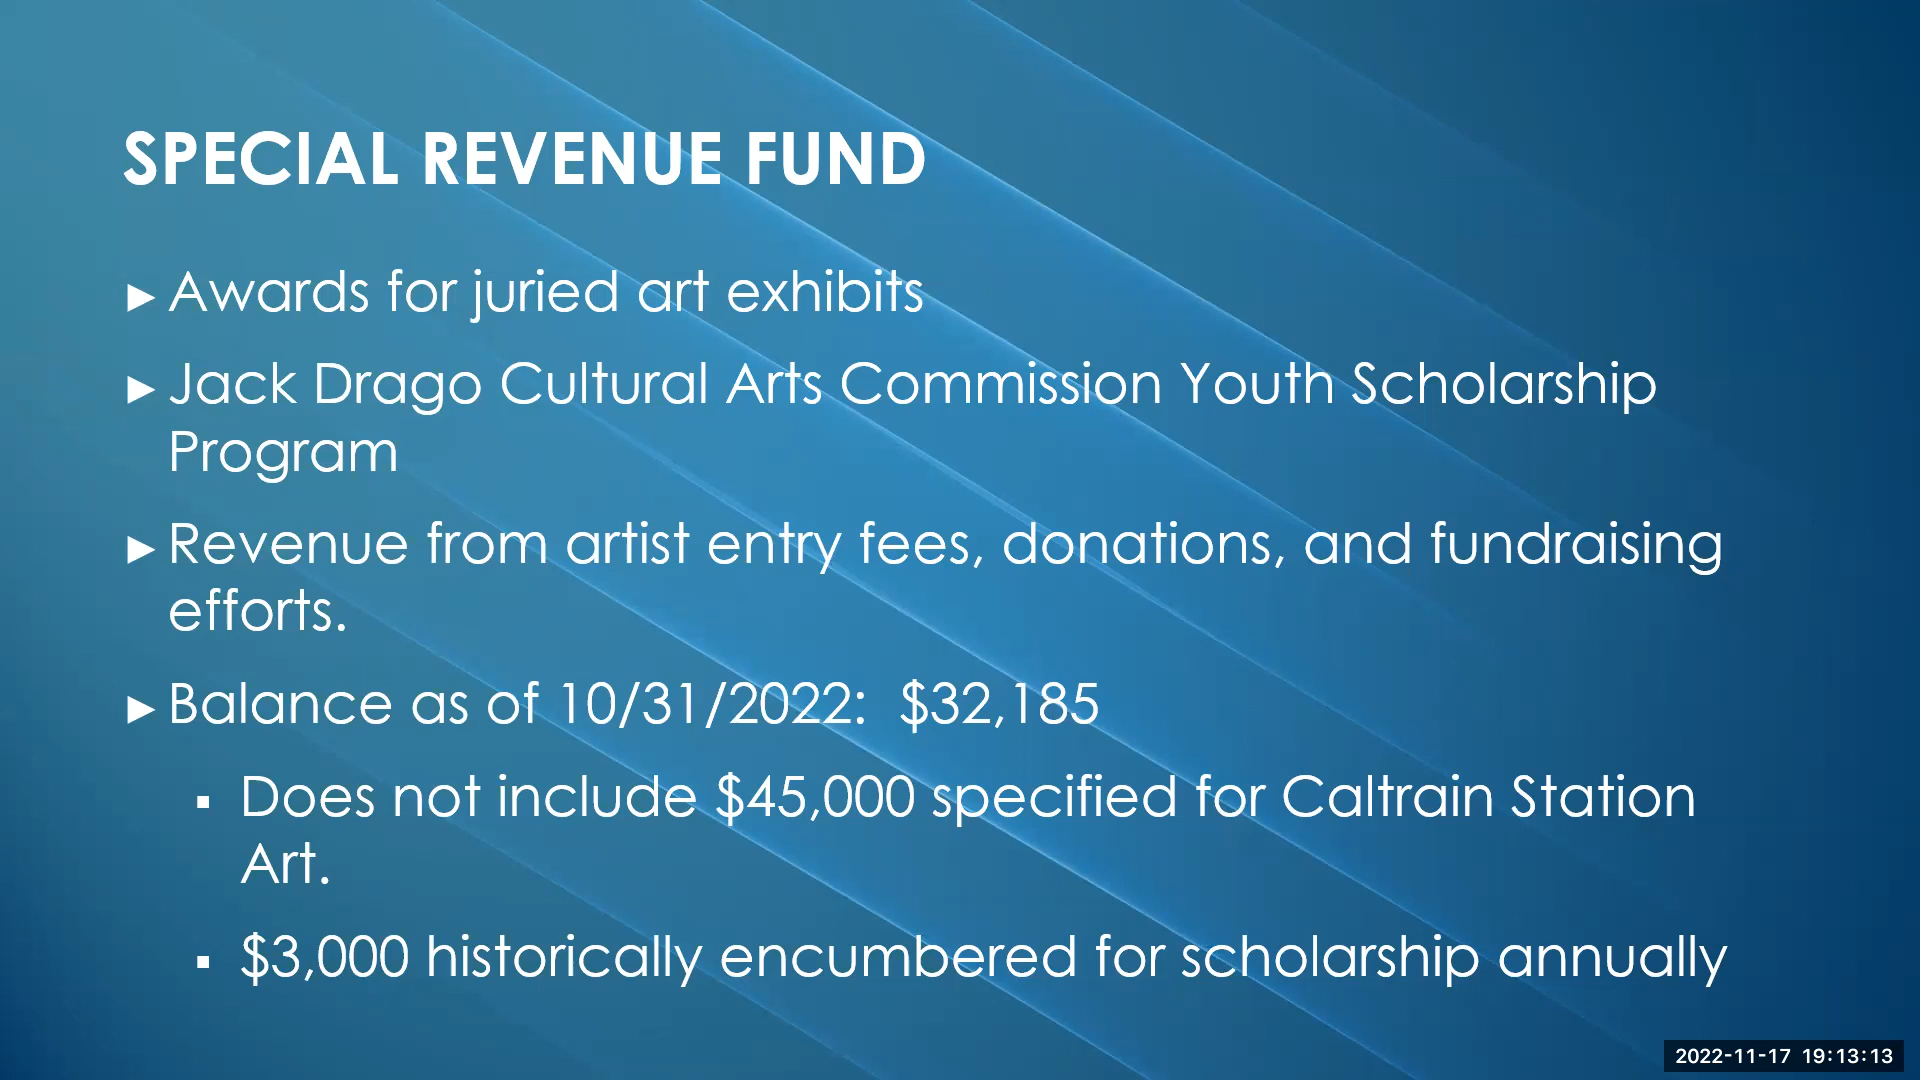 SPECIAL REVENUE FUND
►Awards for juried art exhibits
►Jack Drago Cultural Arts Commission Youth Scholarship
Program
►Revenue from artist entry fees, donations, and fundraising
efforts.
►Balance as of 10/31/2022:  $32,185
▪ Does not include $45,000 specified for Caltrain Station
Art.
▪ $3,000 historically encumbered for scholarship annually
2022-11-17 19:13:13